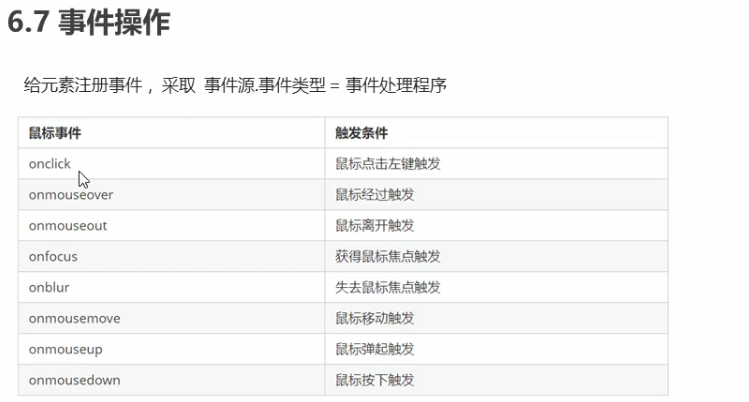 6.7 事件操作
给元素注册事件， 采取 事件源.事件类型 = 事件处理程序
鼠标事件 触发条件
onclick 鼠标点击左键触发
onmouseover 鼠标经过触发
onmouseout 鼠标离开触发
onfocus 获得鼠标焦点触发
onblur 失去鼠标焦点触发
onmousemove 鼠标移动触发
onmouseup 鼠标弹起触发
onmousedown 鼠标按下触发